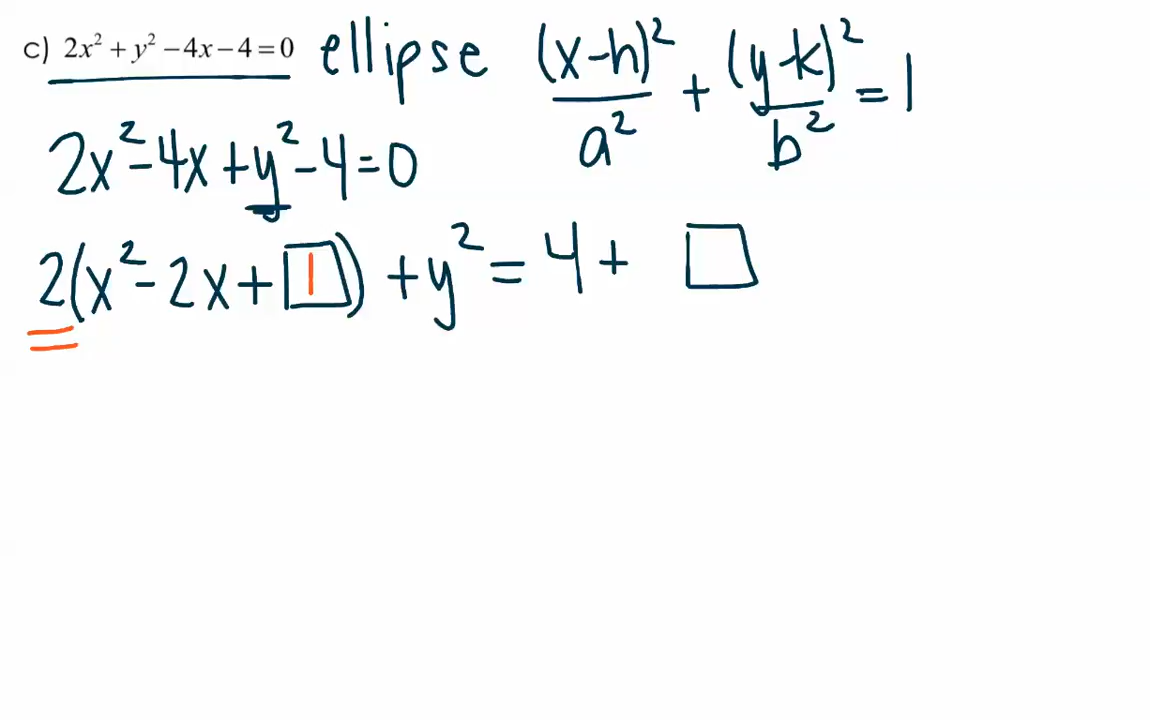 c) 2x² + y² − 4x − 4 = 0 ellipse (x-h)²/a² + (y-k)²/b² = 1
2x² - 4x + y² - 4 = 0
2(x² - 2x + 1) + y² = 4 + □